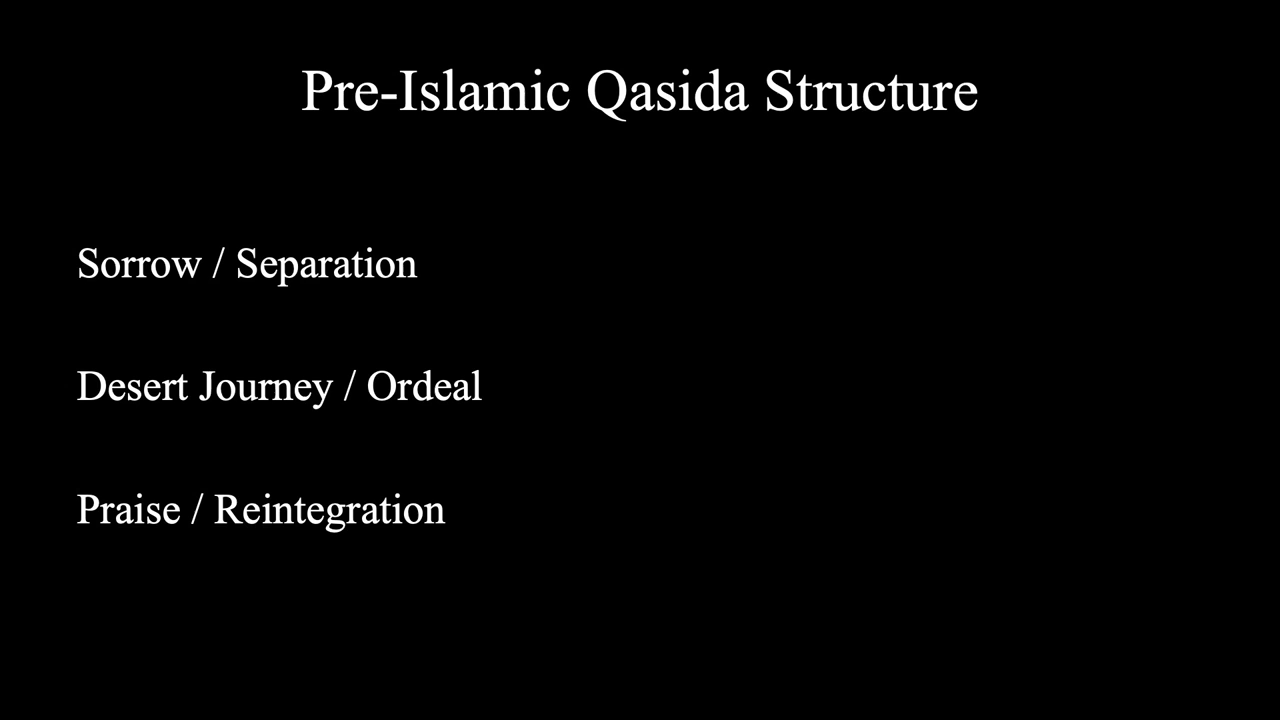 Pre-Islamic Qasida Structure
Sorrow / Separation
Desert Journey / Ordeal
Praise / Reintegration